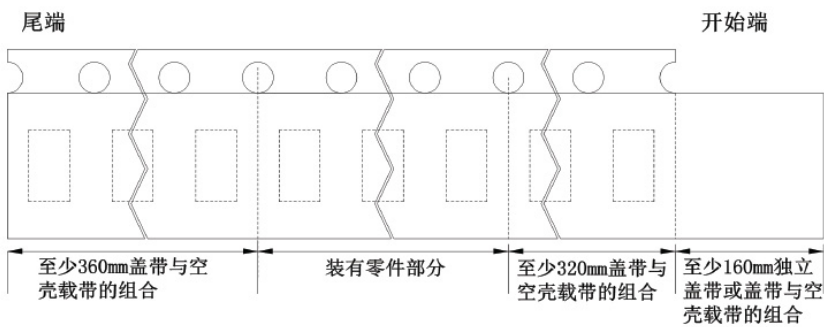 尾端
开始端
至少360mm盖带与空
壳载带的组合
装有零件部分
至少320mm盖带与
空壳载带的组合
至少160mm独立
盖带或盖带与空
壳载带的组合